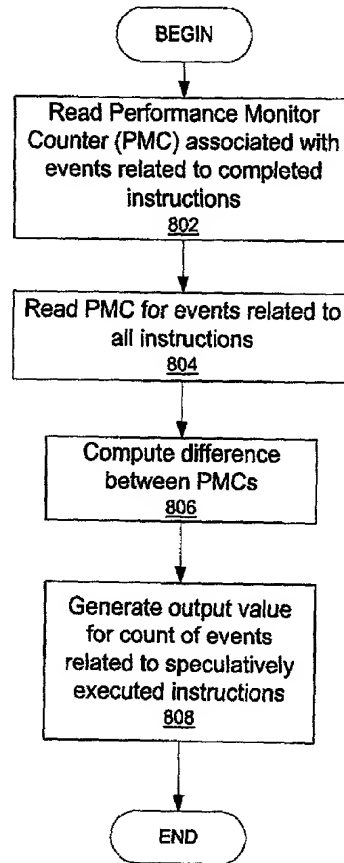 BEGIN
Read Performance Monitor
Counter (PMC) associated with
events related to completed
instructions
802
Read PMC for events related to
all instructions
804
Compute difference
between PMCs
806
Generate output value
for count of events
related to speculatively
executed instructions
808
END